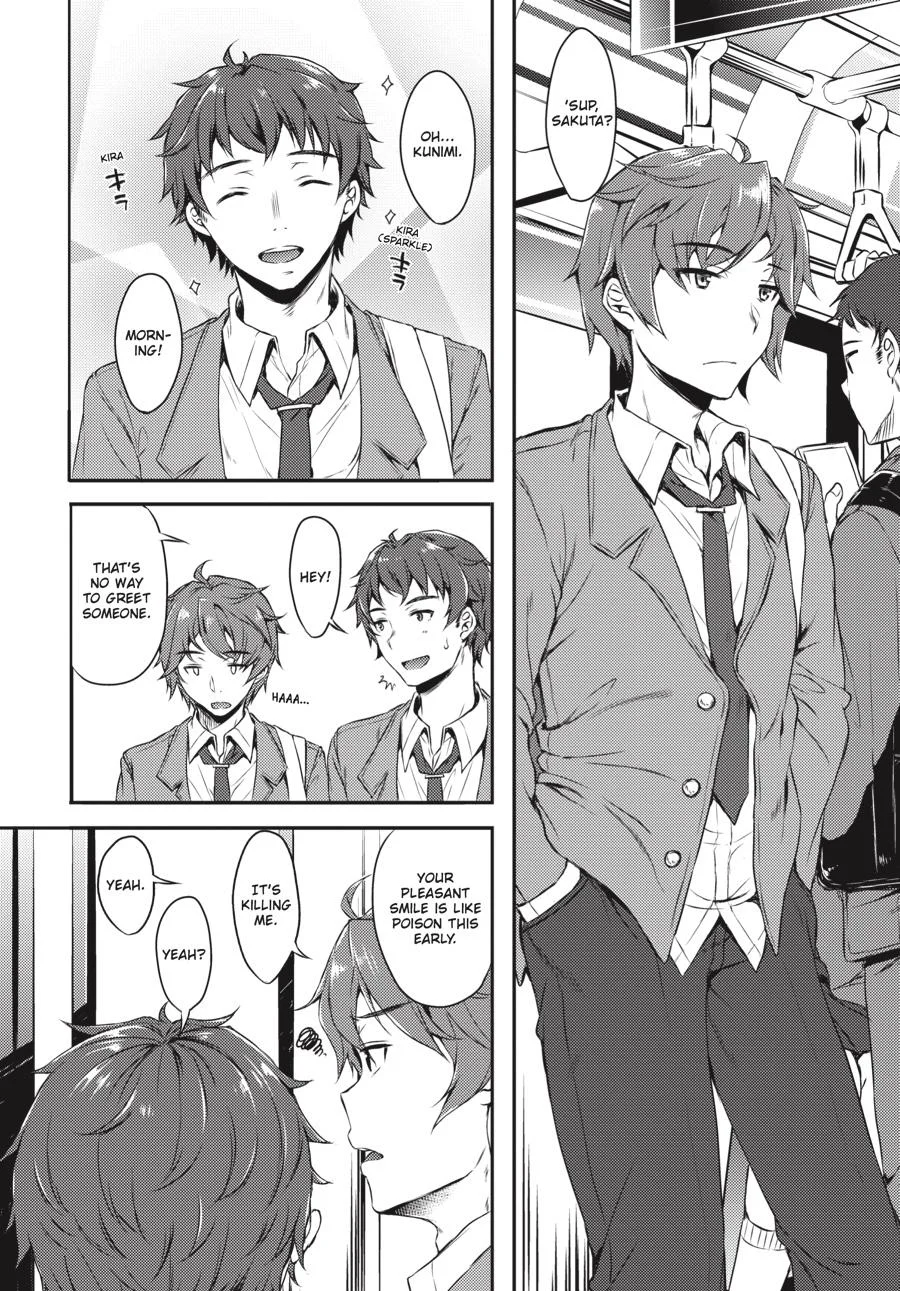 'SUP,
SAKUTA?
OH...
KUNIMI.
KIRA
キラ
KIRA
(SPARKLE)
キラ
MORN-
ING!
HEY!
HAAA...
THAT'S
NO WAY
TO GREET
SOMEONE.
YOUR
PLEASANT
SMILE IS LIKE
POISON THIS
EARLY.
IT'S
KILLING
ME.
YEAH?
YEAH.